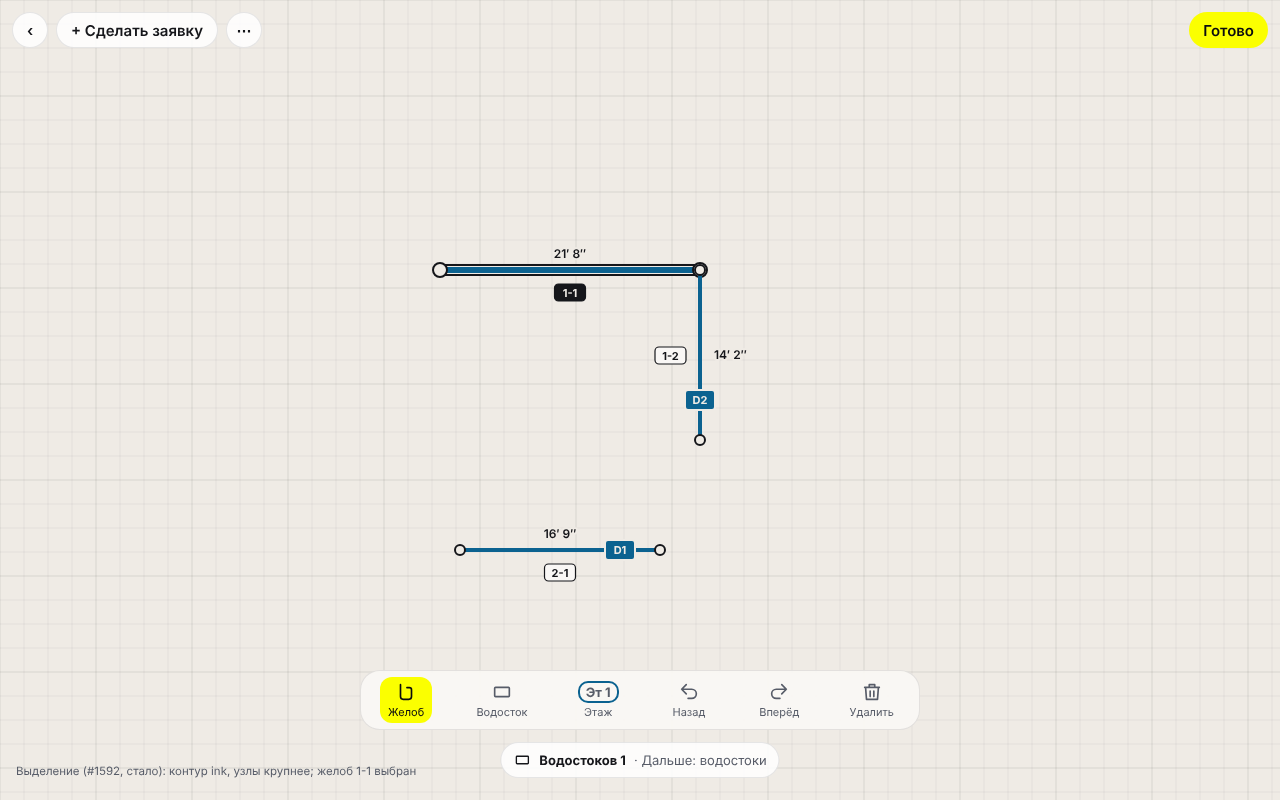 ‹
+ Сделать заявку
···
Готово
21′ 8″
1-1
1-2
14′ 2″
D2
16′ 9″
D1
2-1
Желоб
Водосток
Эт 1
Этаж
Назад
Вперёд
Удалить
Водостоков 1 · Дальше: водостоки
Выделение (#1592, стало): контур ink, узлы крупнее; желоб 1-1 выбран